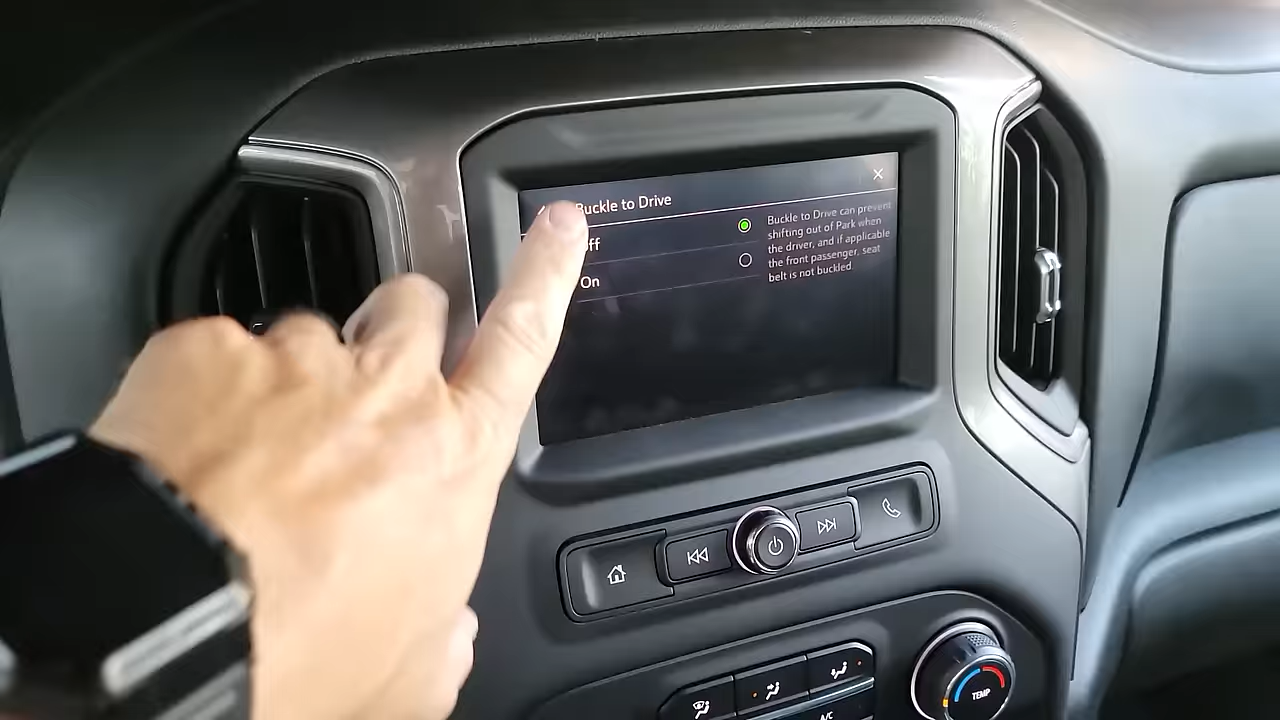 Buckle to Drive
ff
On
Buckle to Drive can prevent
shifting out of Park when
the driver, and if applicable
the front passenger, seat
belt is not buckled
TEMP
A/C